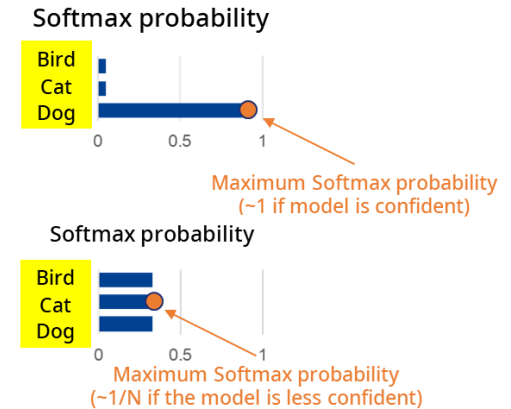 Softmax probability
Bird
Cat
Dog
0 0.5 1
Maximum Softmax probability
(~1 if model is confident)
Softmax probability
Bird
Cat
Dog
0 0.5 1
Maximum Softmax probability
(~1/N if the model is less confident)